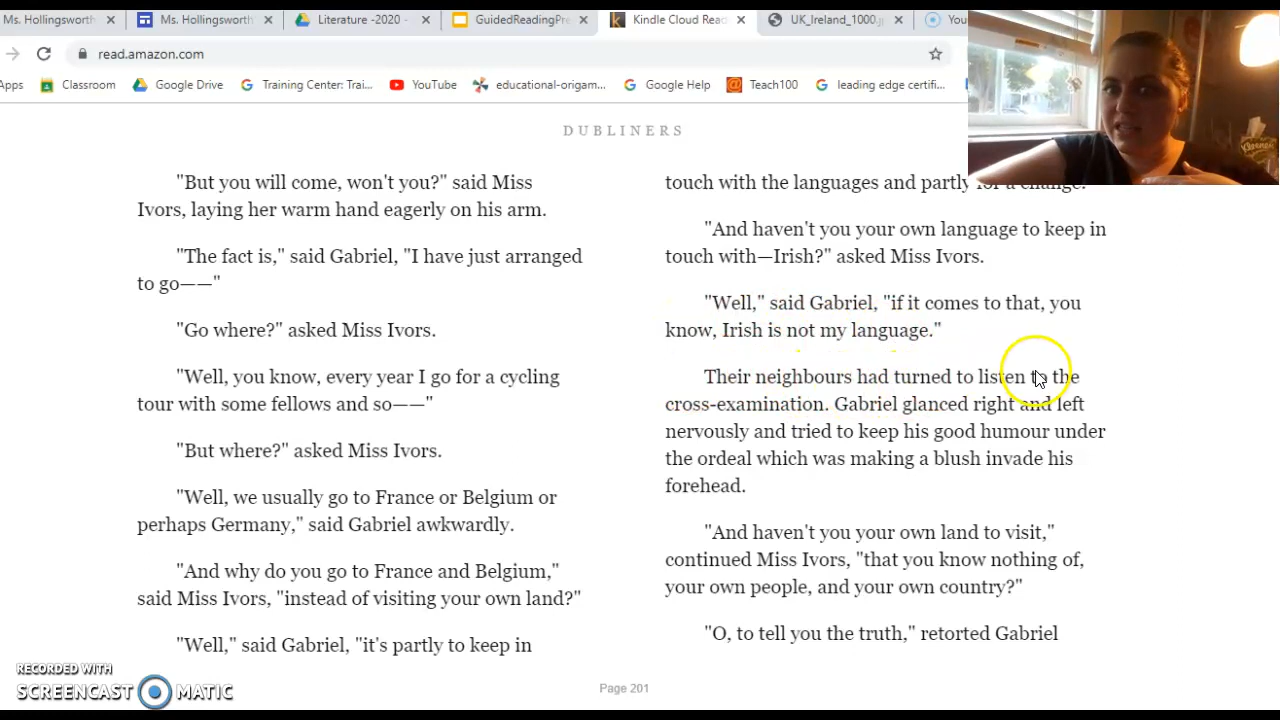 Ms. Hollingsworth
Ms. Hollingsworth
Literature -2020 -
GuidedReadingPre
Kindle Cloud Rea
UK_Ireland_1000.j
You
read.amazon.com
Apps
Classroom
Google Drive
Training Center: Trai...
YouTube
educational-origam...
Google Help
Teach100
leading edge certifi...
DUBLINERS
"But you will come, won't you?" said Miss
Ivors, laying her warm hand eagerly on his arm.
"The fact is," said Gabriel, "I have just arranged
to go——"
"Go where?" asked Miss Ivors.
"Well, you know, every year I go for a cycling
tour with some fellows and so——"
"But where?" asked Miss Ivors.
"Well, we usually go to France or Belgium or
perhaps Germany," said Gabriel awkwardly.
"And why do you go to France and Belgium,"
said Miss Ivors, "instead of visiting your own land?"
"Well," said Gabriel, "it's partly to keep in
touch with the languages and partly for a change."
"And haven't you your own language to keep in
touch with—Irish?" asked Miss Ivors.
"Well," said Gabriel, "if it comes to that, you
know, Irish is not my language."
Their neighbours had turned to listen to the
cross-examination. Gabriel glanced right and left
nervously and tried to keep his good humour under
the ordeal which was making a blush invade his
forehead.
"And haven't you your own land to visit,"
continued Miss Ivors, "that you know nothing of,
your own people, and your own country?"
"O, to tell you the truth," retorted Gabriel
Page 201
RECORDED WITH
SCREENCAST MATIC
Kleenex